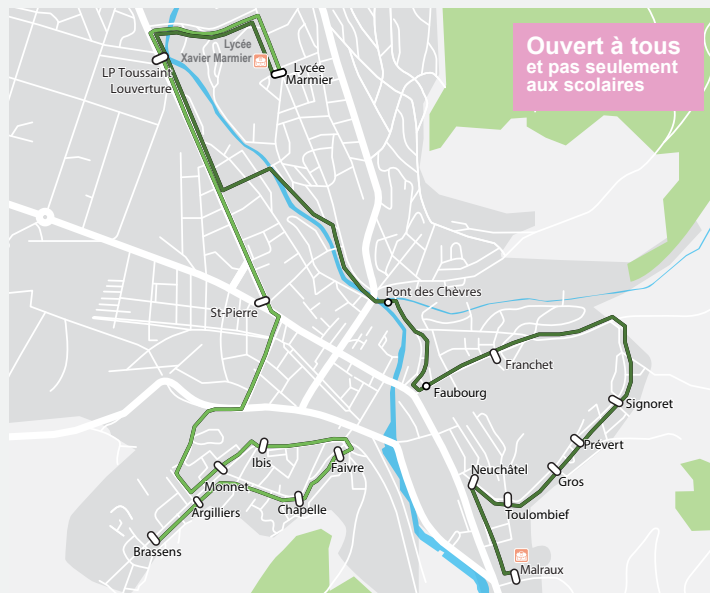 Ouvert à tous
et pas seulement
aux scolaires
Lycée
Xavier Marmier
Lycée
Marmier
LP Toussaint
Louverture
Pont des Chèvres
St-Pierre
Franchet
Faubourg
Signoret
Prévert
Ibis
Faivre
Neuchâtel
Monnet
Gros
Argilliers
Chapelle
Toulombief
Brassens
Malraux